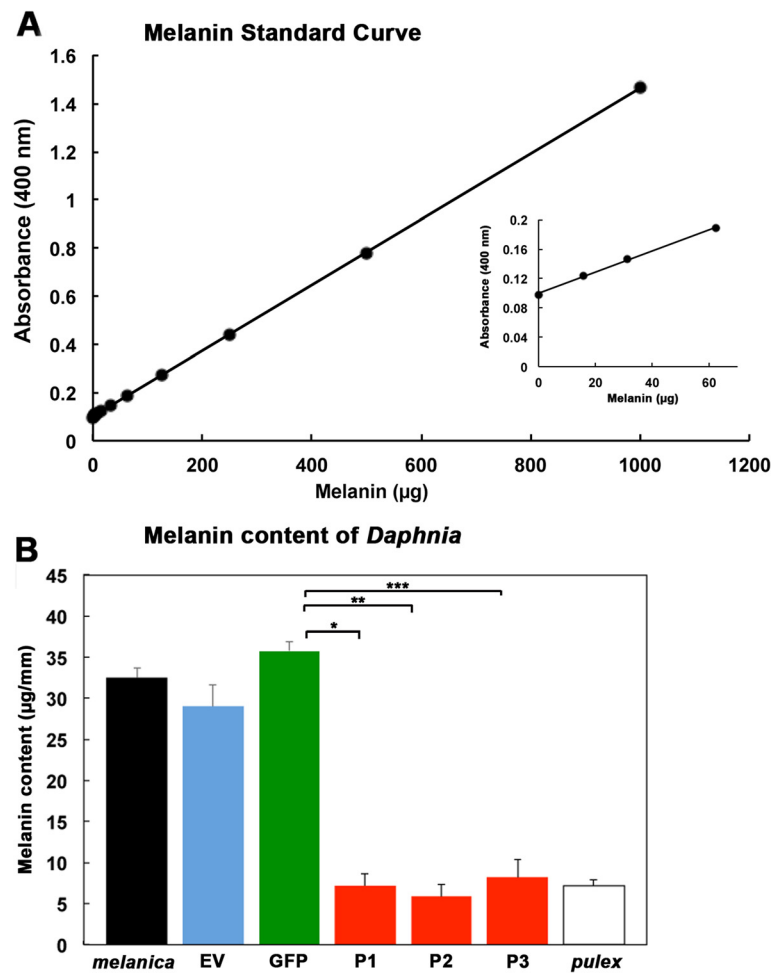 A
Melanin Standard Curve
Absorbance (400 nm)
1.6
1.4
1.2
1
0.8
0.6
0.4
0.2
0
0 200 400 600 800 1000 1200
Melanin (µg)
Absorbance (400 nm)
0.2
0.16
0.12
0.08
0.04
0
0 20 40 60
Melanin (µg)
B
Melanin content of Daphnia
Melanin content (µg/mm)
45
40
35
30
25
20
15
10
5
0
***
**
*
melanica EV GFP P1 P2 P3 pulex